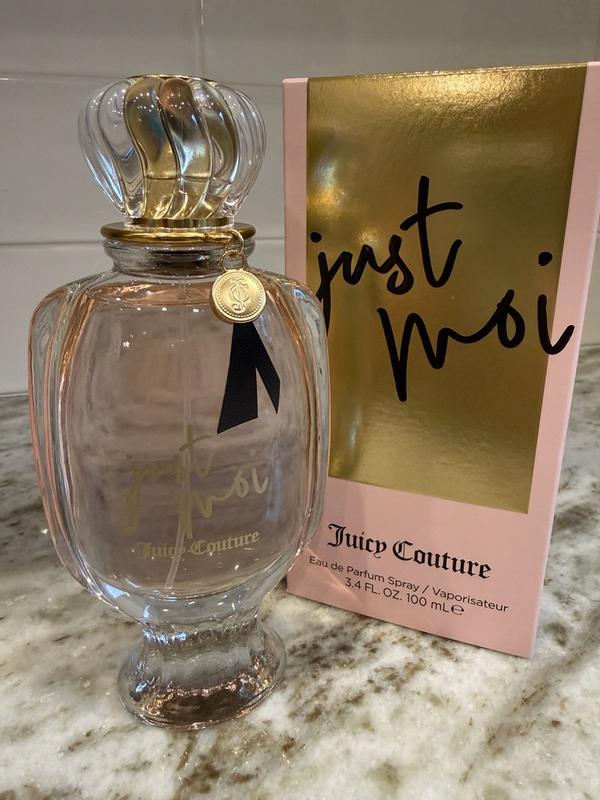 just
moi
Juicy Couture
just
moi
Juicy Couture
Eau de Parfum Spray / Vaporisateur
3.4 FL. OZ. 100 mL℮